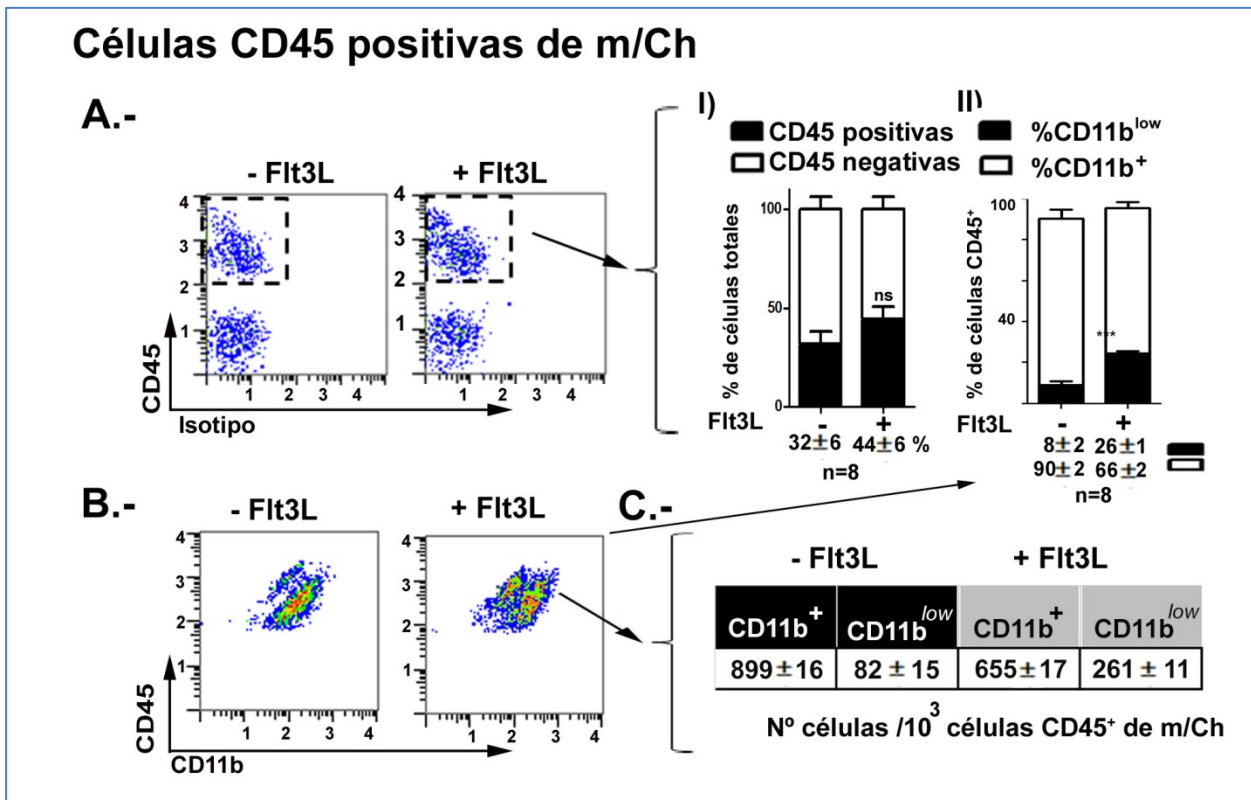 Células CD45 positivas de m/Ch
A.-
- Flt3L
+ Flt3L
4
3
2
1
1 2 3 4
4
3
2
1
1 2 3 4
CD45
Isotipo
I)
CD45 positivas
CD45 negativas
% de células totales
100
50
0
ns
Flt3L - +
32±6 44±6 %
n=8
II)
%CD11b^low
%CD11b^+
% de células CD45⁺
100
40
***
Flt3L - +
8±2 26±1
90±2 66±2
n=8
B.-
- Flt3L
+ Flt3L
4
3
2
1
1 2 3 4
4
3
2
1
1 2 3 4
CD45
CD11b
C.-
- Flt3L + Flt3L
CD11b^+ CD11b^low CD11b^+ CD11b^low
899±16 82±15 655±17 261±11
Nº células /10³ células CD45⁺ de m/Ch